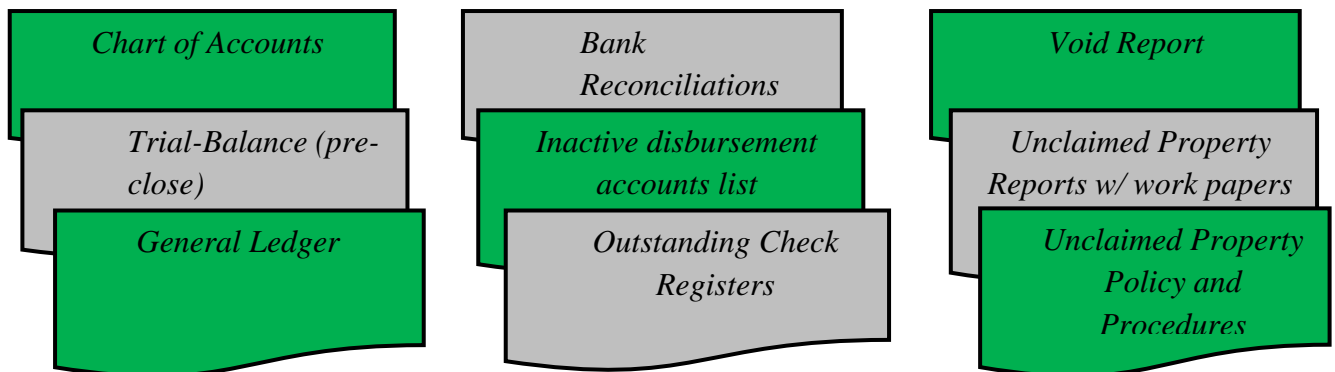 Chart of Accounts
Trial-Balance (pre-
close)
General Ledger
Bank
Reconciliations
Inactive disbursement
accounts list
Outstanding Check
Registers
Void Report
Unclaimed Property
Reports w/ work papers
Unclaimed Property
Policy and
Procedures